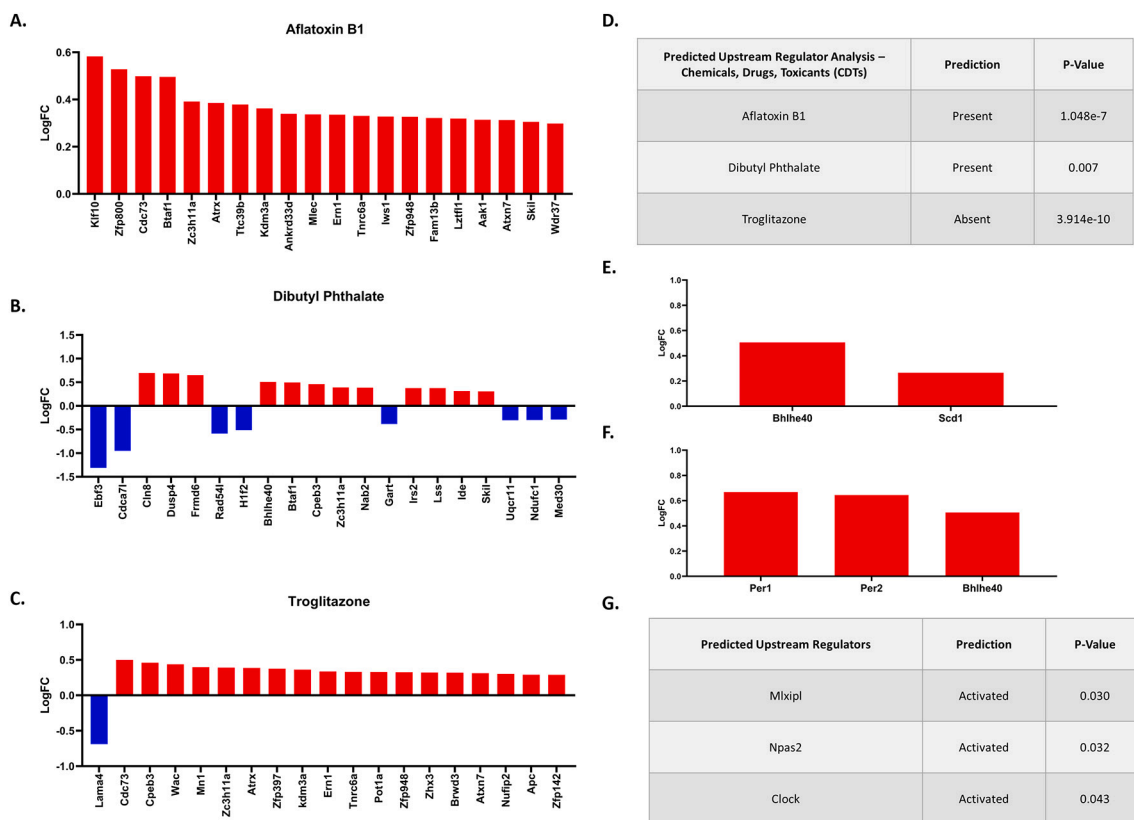 A.
Aflatoxin B1
LogFC
0.6
0.4
0.2
0.0
Klf10 Zfp800 Cdc73 Btaf1 Zc3h11a Atrx Ttc39b Kdm3a Ankrd33d Mlec Ern1 Tnrc6a Iws1 Zfp948 Fam13b Lztfl1 Aak1 Atxn7 Skil Wdr37
B.
Dibutyl Phthalate
LogFC
1.5
1.0
0.5
0.0
-0.5
-1.0
-1.5
Ebf3 Cdca7l Cln8 Dusp4 Frmd6 Rad54l H1f2 Bhlhe40 Btaf1 Cpeb3 Zc3h11a Nab2 Gart Irs2 Lss Ide Skil Uqcr11 Ndufc1 Med30
C.
Troglitazone
LogFC
1.0
0.5
0.0
-0.5
-1.0
Lama4 Cdc73 Cpeb3 Wac Mn1 Zc3h11a Atrx Zfp397 kdm3a Ern1 Tnrc6a Pot1a Zfp948 Zhx3 Brwd3 Atxn7 Nufip2 Apc Zfp142
D.
Predicted Upstream Regulator Analysis –
Chemicals, Drugs, Toxicants (CDTs)
Prediction
P-Value
Aflatoxin B1 Present 1.048e-7
Dibutyl Phthalate Present 0.007
Troglitazone Absent 3.914e-10
E.
LogFC
1.0
0.8
0.6
0.4
0.2
0.0
Bhlhe40 Scd1
F.
LogFC
1.0
0.8
0.6
0.4
0.2
0.0
Per1 Per2 Bhlhe40
G.
Predicted Upstream Regulators Prediction P-Value
Mlxipl Activated 0.030
Npas2 Activated 0.032
Clock Activated 0.043